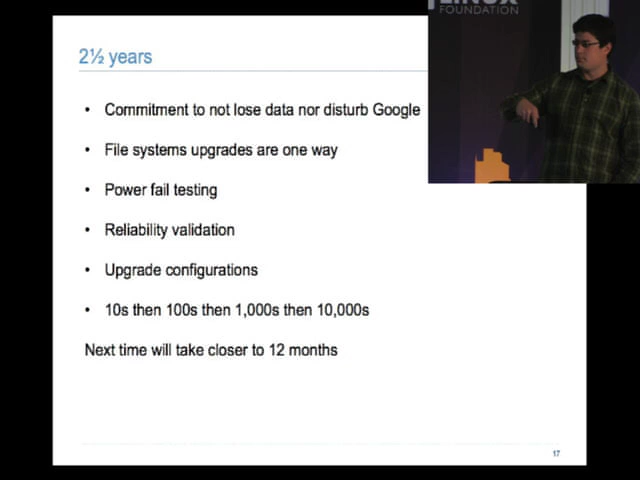 LINUX
FOUNDATION
2½ years
• Commitment to not lose data nor disturb Google
• File systems upgrades are one way
• Power fail testing
• Reliability validation
• Upgrade configurations
• 10s then 100s then 1,000s then 10,000s
Next time will take closer to 12 months
17